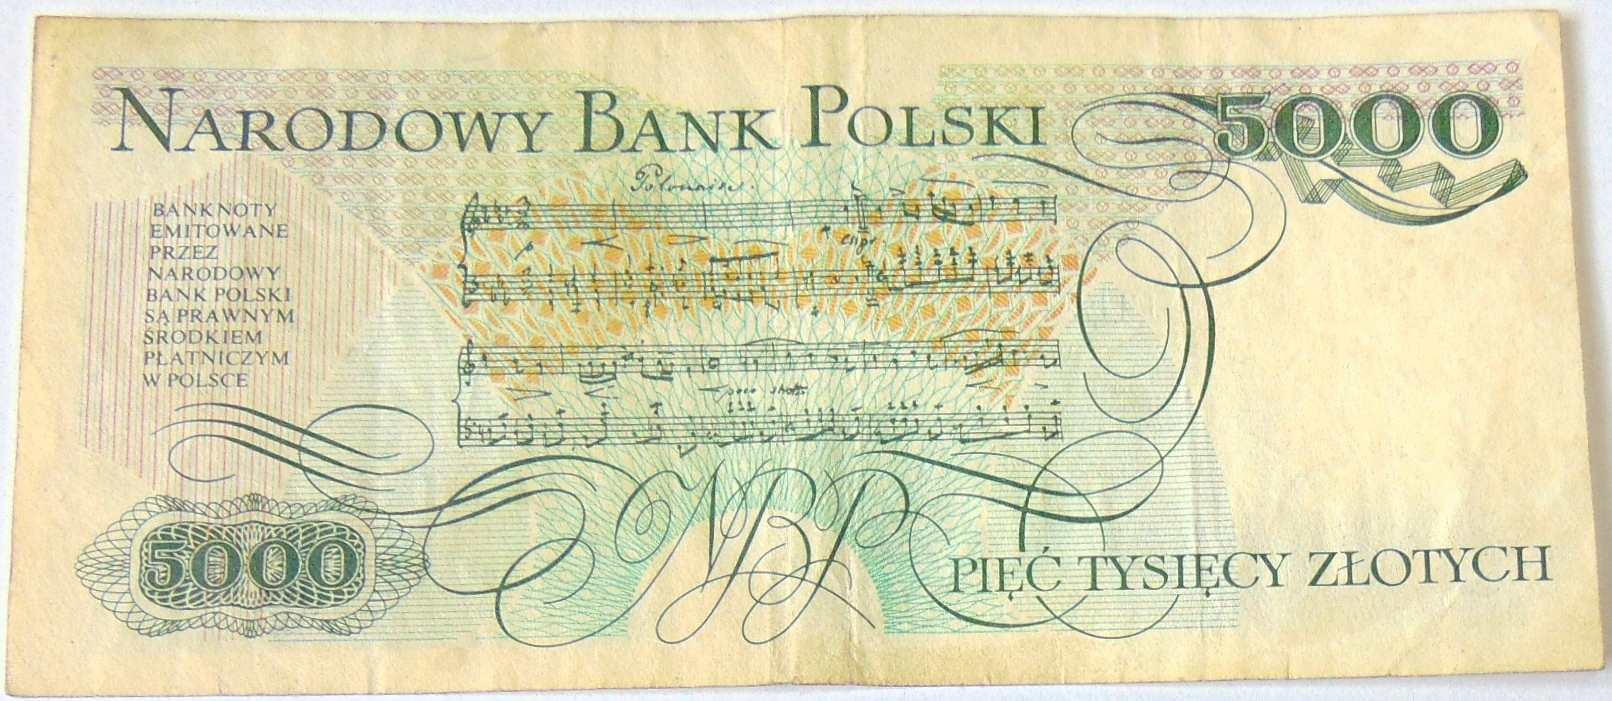 NARODOWY BANK POLSKI
5000
Polonaise.
BANKNOTY
EMITOWANE
PRZEZ
NARODOWY
BANK POLSKI
SĄ PRAWNYM
ŚRODKIEM
PŁATNICZYM
W POLSCE
poco
NBP
5000
PIĘĆ TYSIĘCY ZŁOTYCH